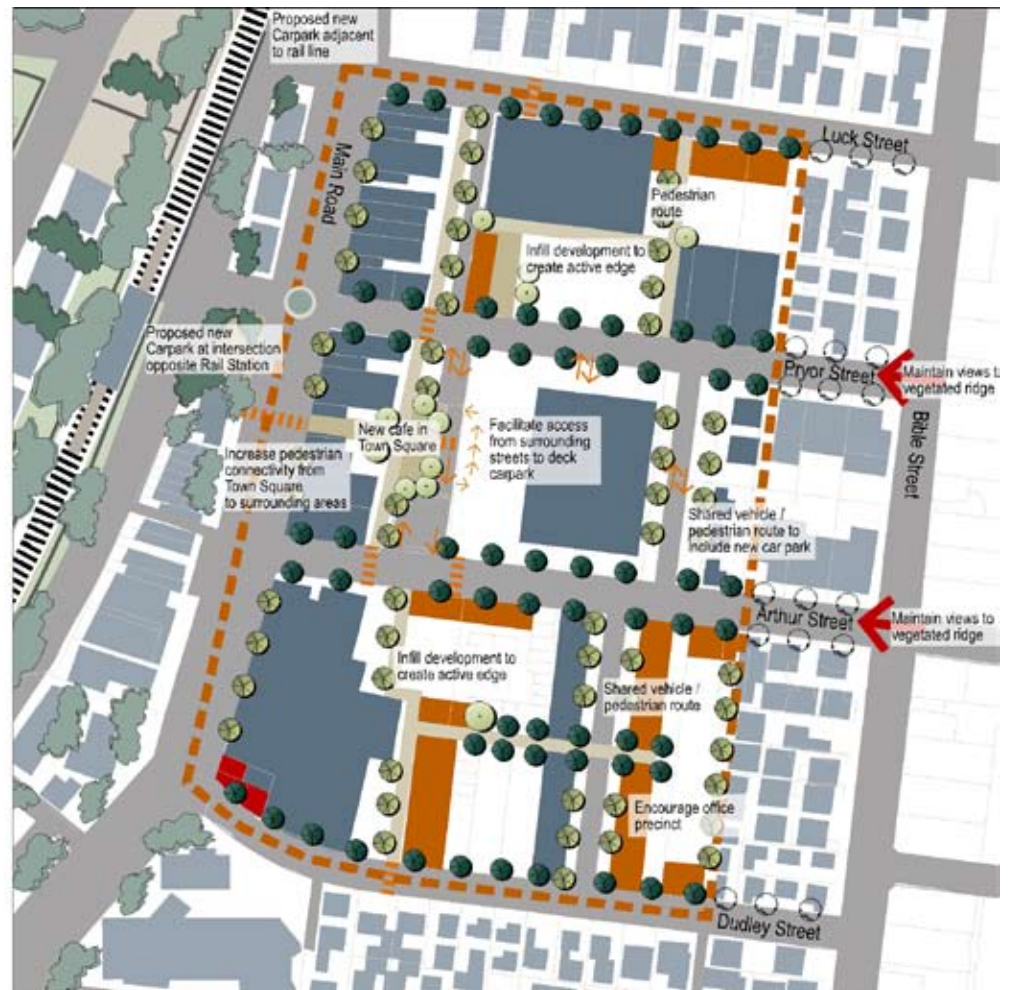 Proposed new
Carpark adjacent
to rail line
Luck Street
Main Road
Pedestrian
route
Infill development to
create active edge
Proposed new
Carpark at intersection
opposite Rail Station
Pryor Street
Maintain views to
vegetated ridge
Bible Street
New cafe in
Town Square
Facilitate access
from surrounding
streets to deck
carpark
Increase pedestrian
connectivity from
Town Square
to surrounding areas
Shared vehicle /
pedestrian route to
include new car park
Arthur Street
Maintain views to
vegetated ridge
Infill development to
create active edge
Shared vehicle /
pedestrian route
Encourage office
precinct
Dudley Street